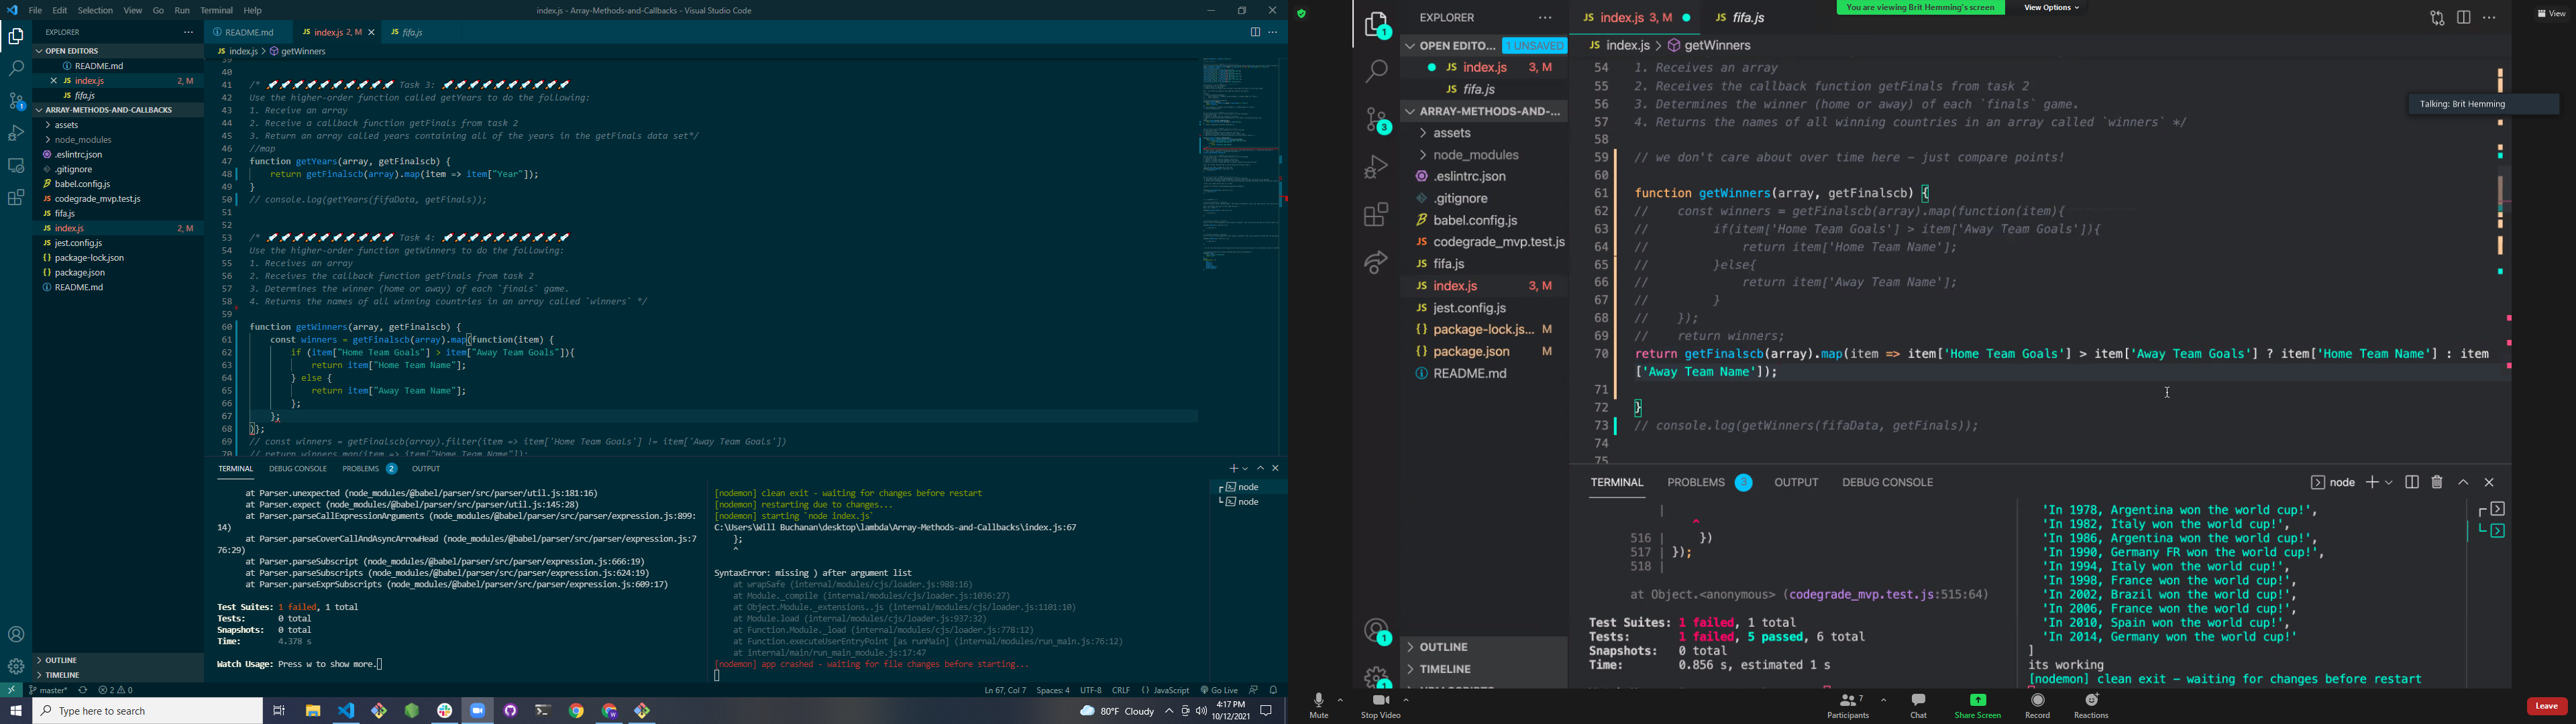 File Edit Selection View Go Run Terminal Help
index.js - Array-Methods-and-Callbacks - Visual Studio Code
EXPLORER
OPEN EDITORS
README.md
index.js 2, M
fifa.js
ARRAY-METHODS-AND-CALLBACKS
assets
node_modules
.eslintrc.json
.gitignore
babel.config.js
codegrade_mvp.test.js
fifa.js
index.js 2, M
jest.config.js
package-lock.json
package.json
README.md
OUTLINE
TIMELINE
README.md index.js 2, M fifa.js
index.js > getWinners
39
40
41 /* Task 3:
42 Use the higher-order function called getYears to do the following:
43 1. Receive an array
44 2. Receive a callback function getFinals from task 2
45 3. Return an array called years containing all of the years in the getFinals data set*/
46 //map
47 function getYears(array, getFinalscb) {
48 return getFinalscb(array).map(item => item["Year"]);
49 }
50 // console.log(getYears(fifaData, getFinals));
51
52
53 /* Task 4:
54 Use the higher-order function getWinners to do the following:
55 1. Receives an array
56 2. Receives the callback function getFinals from task 2
57 3. Determines the winner (home or away) of each `finals` game.
58 4. Returns the names of all winning countries in an array called `winners` */
59
60 function getWinners(array, getFinalscb) {
61 const winners = getFinalscb(array).map(function(item) {
62 if (item["Home Team Goals"] > item["Away Team Goals"]){
63 return item["Home Team Name"];
64 } else {
65 return item["Away Team Name"];
66 };
67 };
68 )};
69 // const winners = getFinalscb(array).filter(item => item['Home Team Goals'] != item['Away Team Goals'])
70 // return winners.map(item => item["Home Team Name"]);
TERMINAL DEBUG CONSOLE PROBLEMS 2 OUTPUT
at Parser.unexpected (node_modules/@babel/parser/src/parser/util.js:181:16)
at Parser.expect (node_modules/@babel/parser/src/parser/util.js:145:28)
at Parser.parseCallExpressionArguments (node_modules/@babel/parser/src/parser/expression.js:899:
14)
at Parser.parseCoverCallAndAsyncArrowHead (node_modules/@babel/parser/src/parser/expression.js:7
76:29)
at Parser.parseSubscript (node_modules/@babel/parser/src/parser/expression.js:666:19)
at Parser.parseSubscripts (node_modules/@babel/parser/src/parser/expression.js:624:19)
at Parser.parseExprSubscripts (node_modules/@babel/parser/src/parser/expression.js:609:17)
Test Suites: 1 failed, 1 total
Tests: 0 total
Snapshots: 0 total
Time: 4.378 s
Watch Usage: Press w to show more.
[nodemon] clean exit - waiting for changes before restart
[nodemon] restarting due to changes...
[nodemon] starting `node index.js`
C:\Users\Will Buchanan\desktop\lambda\Array-Methods-and-Callbacks\index.js:67
};
^
SyntaxError: missing ) after argument list
at wrapSafe (internal/modules/cjs/loader.js:988:16)
at Module._compile (internal/modules/cjs/loader.js:1036:27)
at Object.Module._extensions..js (internal/modules/cjs/loader.js:1101:10)
at Module.load (internal/modules/cjs/loader.js:937:32)
at Function.Module._load (internal/modules/cjs/loader.js:778:12)
at Function.executeUserEntryPoint [as runMain] (internal/modules/run_main.js:76:12)
at internal/main/run_main_module.js:17:47
[nodemon] app crashed - waiting for file changes before starting...
node
node
master* 2 0 Ln 67, Col 7 Spaces: 4 UTF-8 CRLF JavaScript Go Live
Type here to search
80°F Cloudy
4:17 PM
10/12/2021
You are viewing Brit Hemming's screen View Options
View
EXPLORER
OPEN EDITO... 1 UNSAVED
index.js 3, M
fifa.js
ARRAY-METHODS-AND-...
assets
node_modules
.eslintrc.json
.gitignore
babel.config.js
codegrade_mvp.test.js
fifa.js
index.js 3, M
jest.config.js
package-lock.js... M
package.json M
README.md
OUTLINE
TIMELINE
1
3
1
1
index.js 3, M fifa.js
index.js > getWinners
Talking: Brit Hemming
54 1. Receives an array
55 2. Receives the callback function getFinals from task 2
56 3. Determines the winner (home or away) of each `finals` game.
57 4. Returns the names of all winning countries in an array called `winners` */
58
59 // we don't care about over time here - just compare points!
60
61 function getWinners(array, getFinalscb) {
62 // const winners = getFinalscb(array).map(function(item){
63 // if(item['Home Team Goals'] > item['Away Team Goals']){
64 // return item['Home Team Name'];
65 // }else{
66 // return item['Away Team Name'];
67 // }
68 // });
69 // return winners;
70 return getFinalscb(array).map(item => item['Home Team Goals'] > item['Away Team Goals'] ? item['Home Team Name'] : item
['Away Team Name']);
71
72 }
73 // console.log(getWinners(fifaData, getFinals));
74
75
TERMINAL PROBLEMS 3 OUTPUT DEBUG CONSOLE
node
|
^
516 | })
517 | });
518 |
at Object.<anonymous> (codegrade_mvp.test.js:515:64)
Test Suites: 1 failed, 1 total
Tests: 1 failed, 5 passed, 6 total
Snapshots: 0 total
Time: 0.856 s, estimated 1 s
'In 1978, Argentina won the world cup!',
'In 1982, Italy won the world cup!',
'In 1986, Argentina won the world cup!',
'In 1990, Germany FR won the world cup!',
'In 1994, Italy won the world cup!',
'In 1998, France won the world cup!',
'In 2002, Brazil won the world cup!',
'In 2006, France won the world cup!',
'In 2010, Spain won the world cup!',
'In 2014, Germany won the world cup!'
]
its working
[nodemon] clean exit - waiting for changes before restart
Mute Stop Video Participants 7 Chat Share Screen Record Reactions Leave